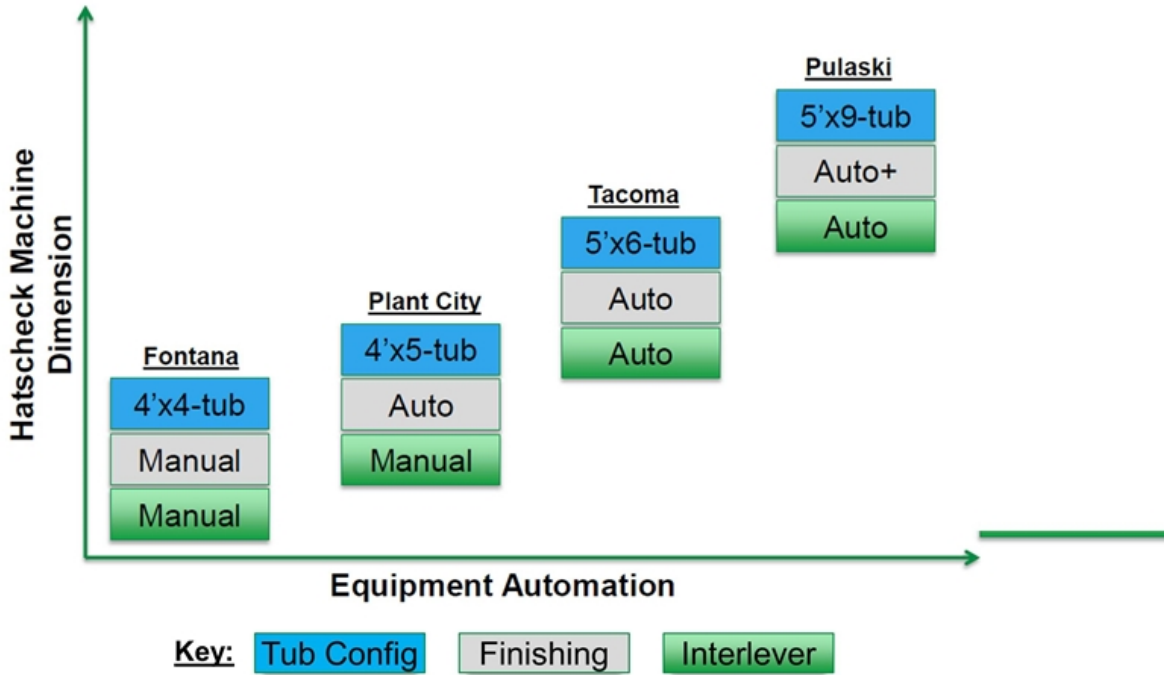 Pulaski
5'x9-tub
Auto+
Auto
Tacoma
5'x6-tub
Auto
Auto
Plant City
4'x5-tub
Auto
Manual
Fontana
4'x4-tub
Manual
Manual
Hatscheck Machine
Dimension
Equipment Automation
Key: Tub Config Finishing Interlever